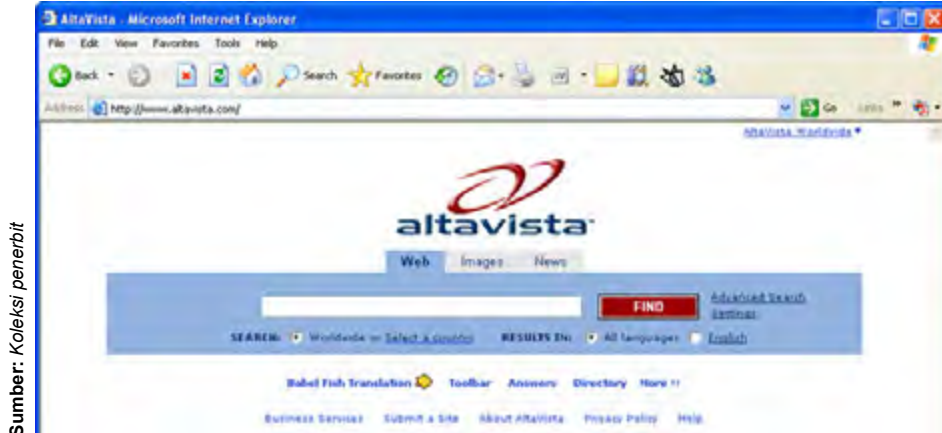 AltaVista - Microsoft Internet Explorer
File Edit View Favorites Tools Help
Back Search Favorites
Address http://www.altavista.com/ Go Links »
AltaVista Worldwide
altavista
Web Images News
FIND
Advanced Search
Settings
SEARCH: Worldwide or Select a country RESULTS IN: All languages English
Babel Fish Translation Toolbar Answers Directory More »
Business Services Submit a Site About AltaVista Privacy Policy Help
Sumber: Koleksi penerbit